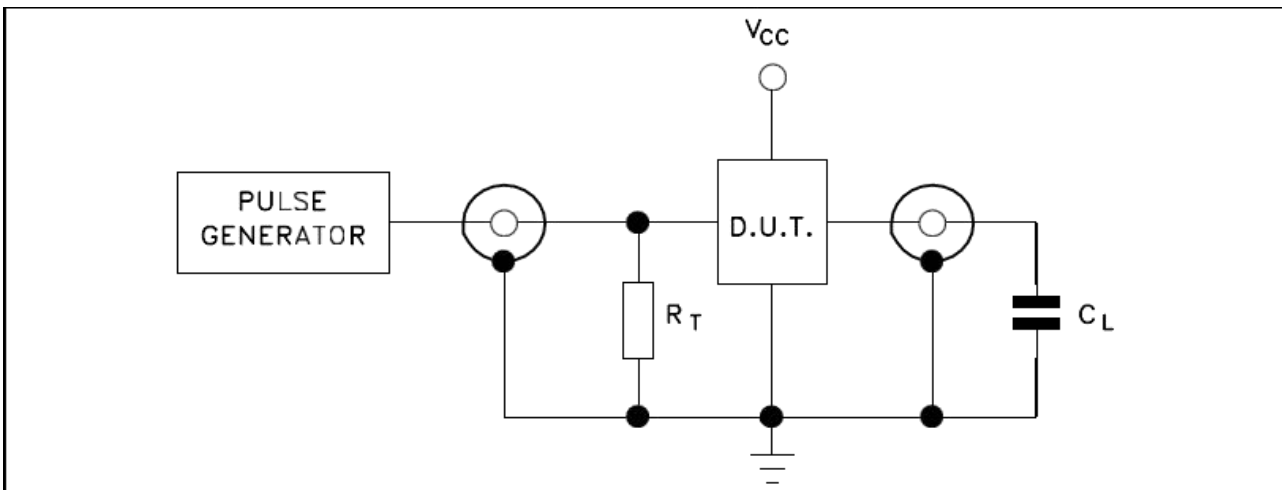 VCC
PULSE
GENERATOR
D.U.T.
RT
CL